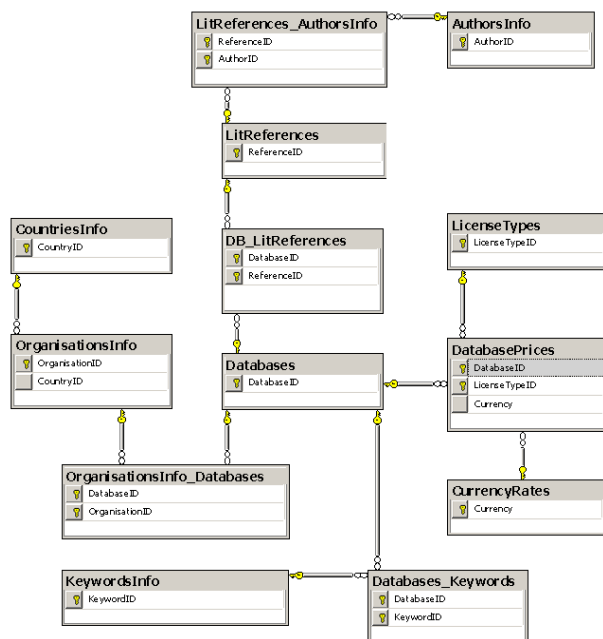 LitReferences_AuthorsInfo
ReferenceID
AuthorID
AuthorsInfo
AuthorID
LitReferences
ReferenceID
CountriesInfo
CountryID
DB_LitReferences
DatabaseID
ReferenceID
LicenseTypes
LicenseTypeID
OrganisationsInfo
OrganisationID
CountryID
Databases
DatabaseID
DatabasePrices
DatabaseID
LicenseTypeID
Currency
OrganisationsInfo_Databases
DatabaseID
OrganisationID
CurrencyRates
Currency
KeywordsInfo
KeywordID
Databases_Keywords
DatabaseID
KeywordID